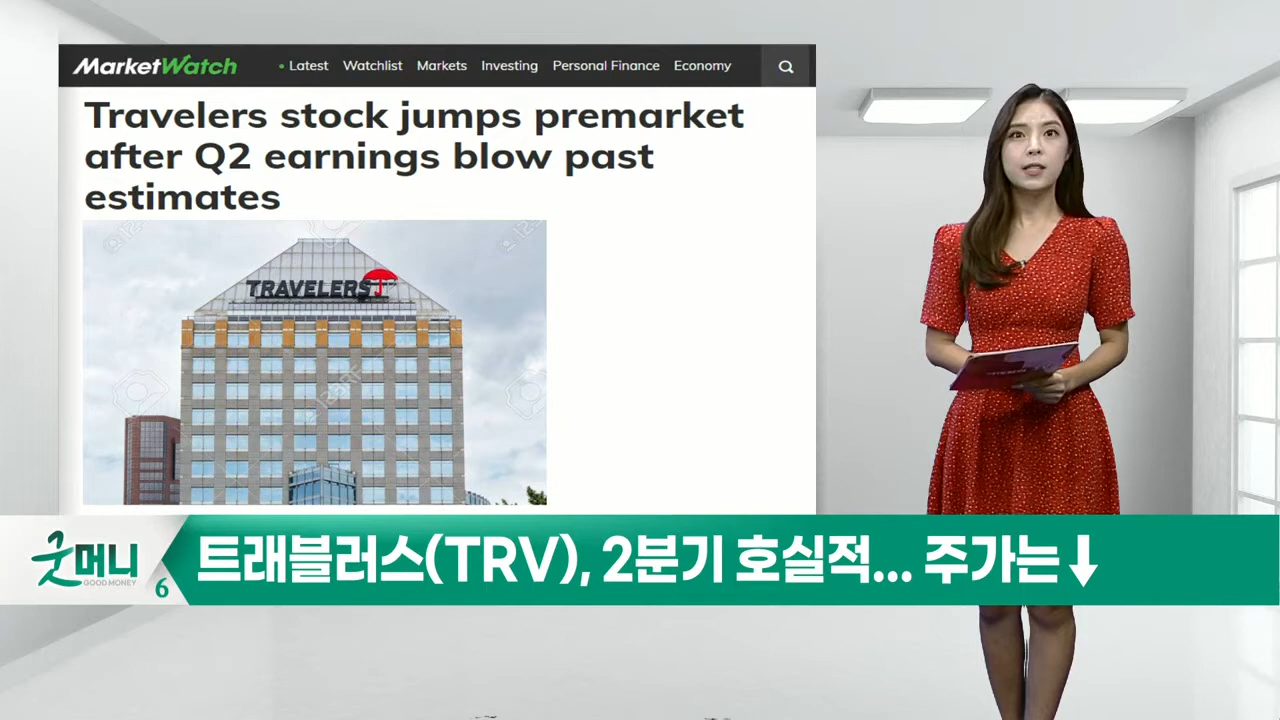 MarketWatch
• Latest Watchlist Markets Investing Personal Finance Economy
Travelers stock jumps premarket
after Q2 earnings blow past
estimates
TRAVELERS
굿머니
GOOD MONEY
6
트래블러스(TRV), 2분기 호실적... 주가는↓